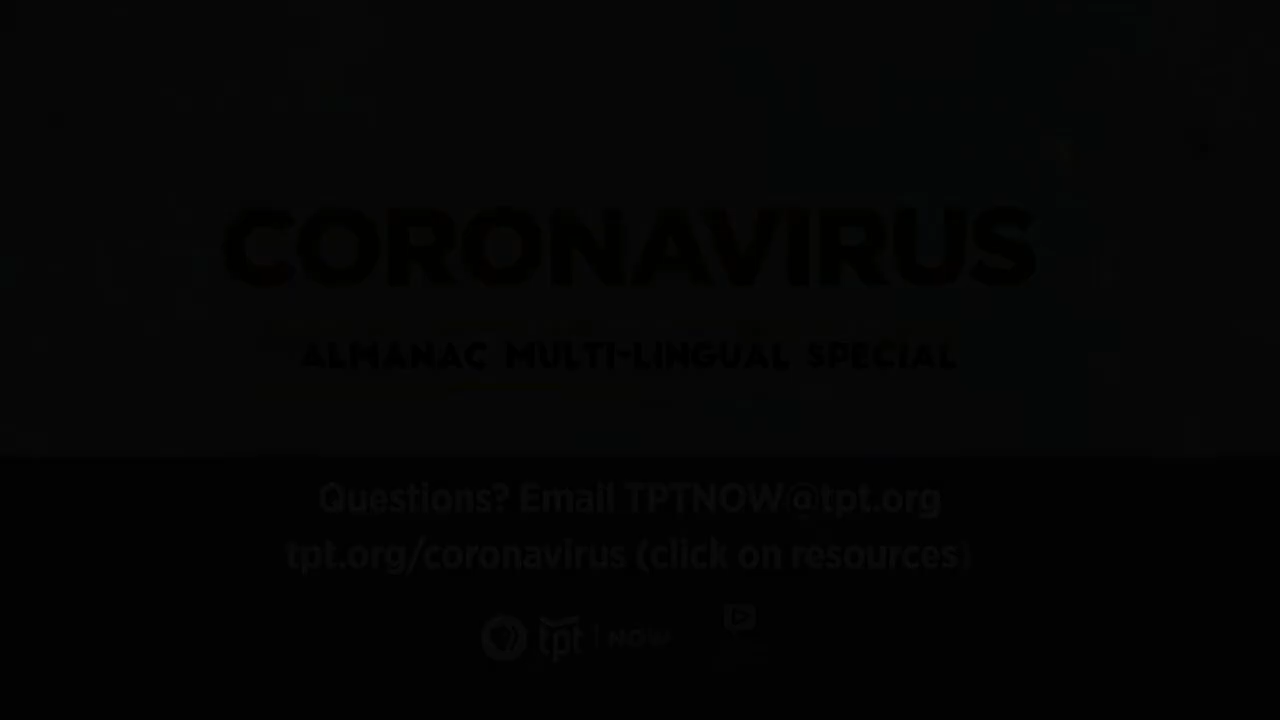 CORONAVIRUS
ALMANAC MULTI-LINGUAL SPECIAL
Questions? Email TPTNOW@tpt.org
tpt.org/coronavirus (click on resources)
tpt | NOW